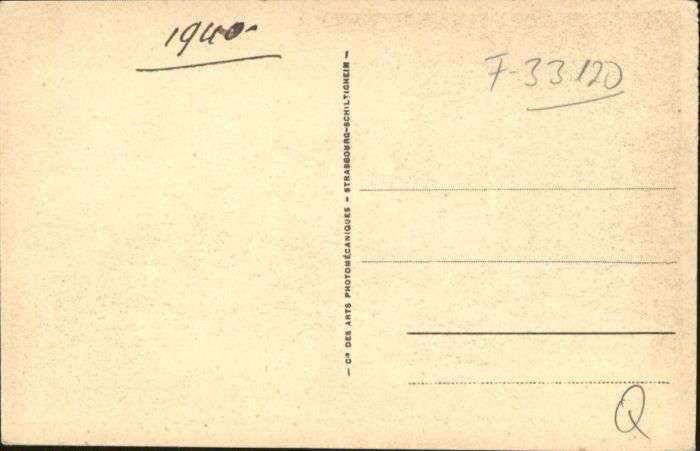 1940-
F-33120
— Cie DES ARTS PHOTOMÉCANIQUES - STRASBOURG-SCHILTIGHEIM —
Q